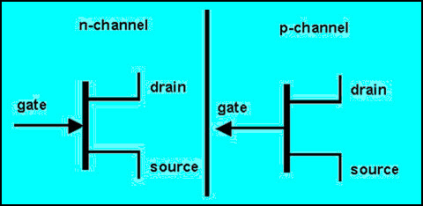 n-channel
gate
drain
source
p-channel
gate
drain
source